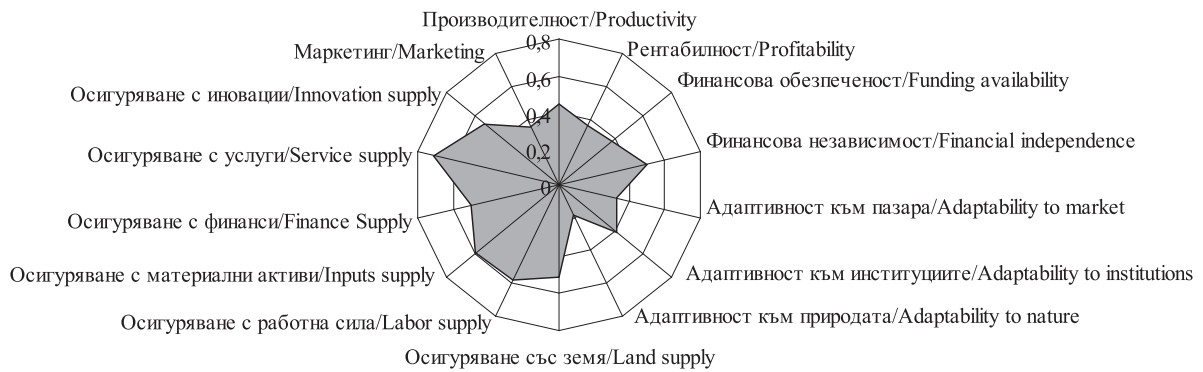 Производителност/Productivity
Маркетинг/Marketing
0,8
Рентабилност/Profitability
Финансова обезпеченост/Funding availability
Осигуряване с иновации/Innovation supply
0,6
0,4
Финансова независимост/Financial independence
Осигуряване с услуги/Service supply
0,2
0
Адаптивност към пазара/Adaptability to market
Осигуряване с финанси/Finance Supply
Адаптивност към институциите/Adaptability to institutions
Осигуряване с материални активи/Inputs supply
Адаптивност към природата/Adaptability to nature
Осигуряване с работна сила/Labor supply
Осигуряване със земя/Land supply